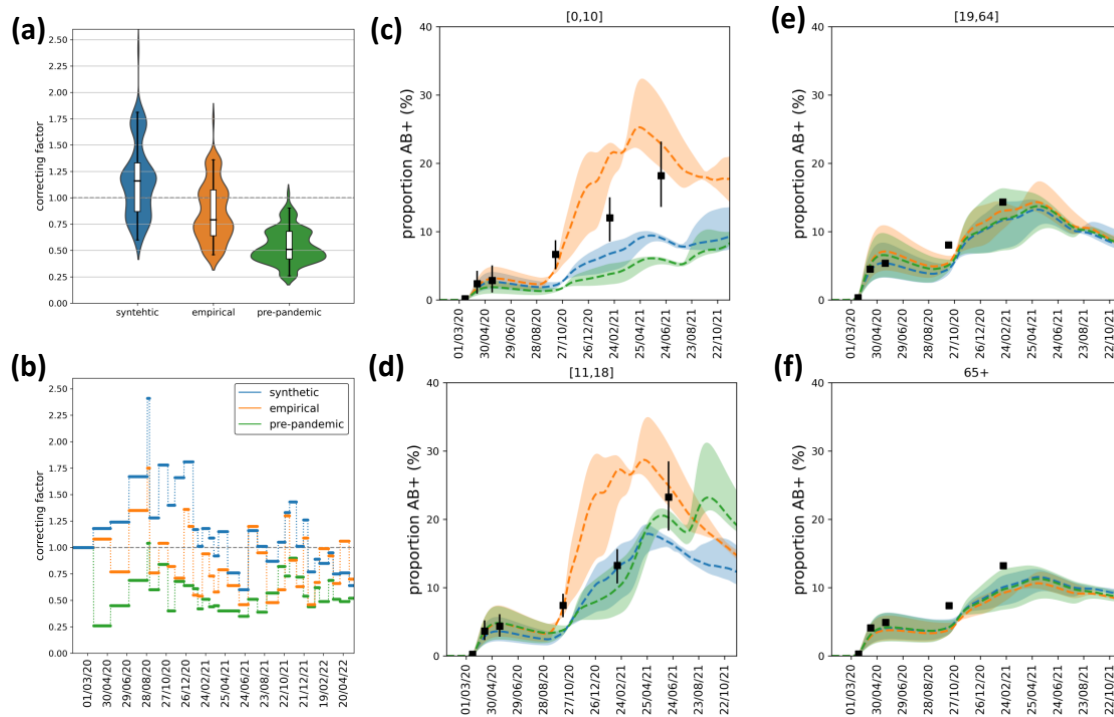 (a)
2.50
2.25
2.00
1.75
1.50
1.25
1.00
0.75
0.50
0.25
0.00
correcting factor
syntehtic empirical pre-pandemic
(b)
2.50
2.25
2.00
1.75
1.50
1.25
1.00
0.75
0.50
0.25
0.00
correcting factor
synthetic
empirical
pre-pandemic
01/03/20 30/04/20 29/06/20 28/08/20 27/10/20 26/12/20 24/02/21 25/04/21 24/06/21 23/08/21 22/10/21 21/12/21 19/02/22 20/04/22
(c)
[0,10]
40
30
20
10
0
proportion AB+ (%)
01/03/20 30/04/20 29/06/20 28/08/20 27/10/20 26/12/20 24/02/21 25/04/21 24/06/21 23/08/21 22/10/21
(d)
[11,18]
40
30
20
10
0
proportion AB+ (%)
01/03/20 30/04/20 29/06/20 28/08/20 27/10/20 26/12/20 24/02/21 25/04/21 24/06/21 23/08/21 22/10/21
(e)
[19,64]
40
30
20
10
0
proportion AB+ (%)
01/03/20 30/04/20 29/06/20 28/08/20 27/10/20 26/12/20 24/02/21 25/04/21 24/06/21 23/08/21 22/10/21
(f)
65+
40
30
20
10
0
proportion AB+ (%)
01/03/20 30/04/20 29/06/20 28/08/20 27/10/20 26/12/20 24/02/21 25/04/21 24/06/21 23/08/21 22/10/21